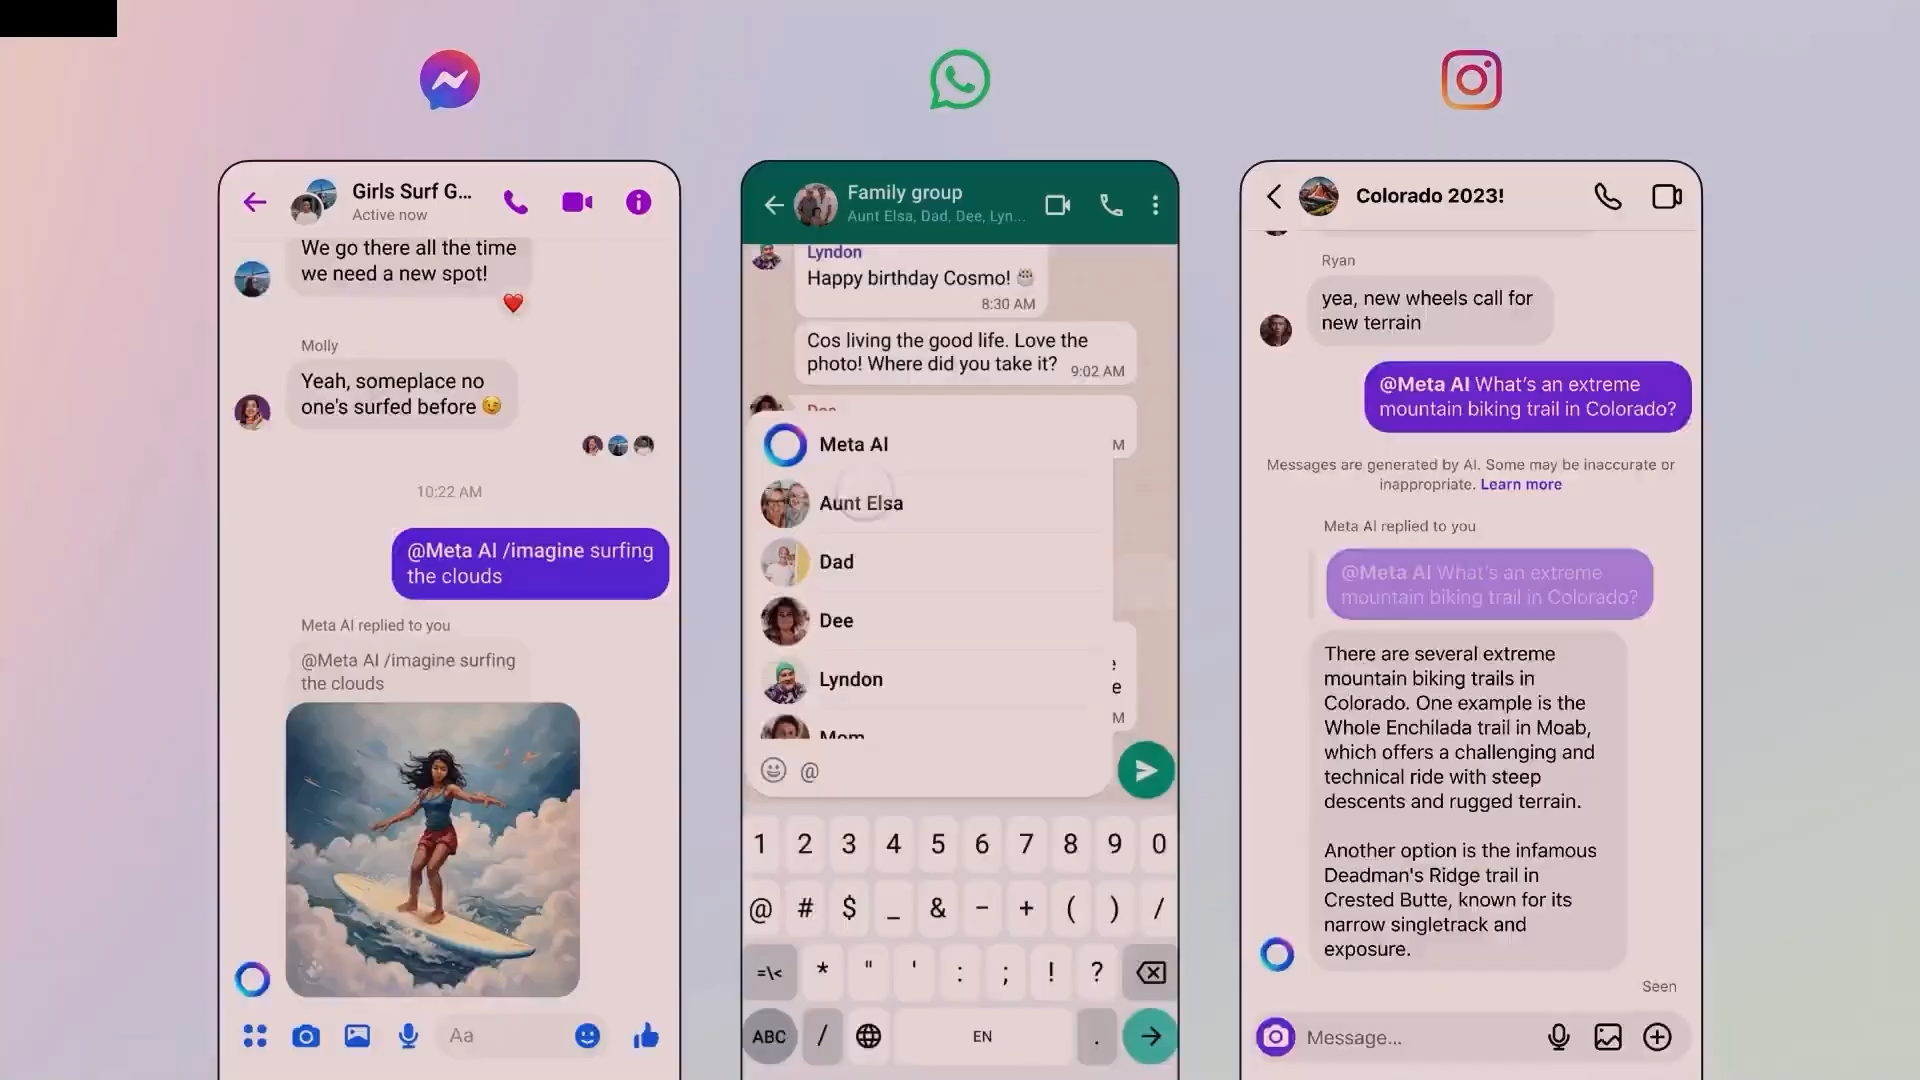 Girls Surf G...
Active now
We go there all the time
we need a new spot!
Molly
Yeah, someplace no
one's surfed before 😉
10:22 AM
@Meta AI /imagine surfing
the clouds
Meta AI replied to you
@Meta AI /imagine surfing
the clouds
Aa
Family group
Aunt Elsa, Dad, Dee, Lyn...
Lyndon
Happy birthday Cosmo! 🎂
8:30 AM
Cos living the good life. Love the
photo! Where did you take it?
9:02 AM
Dee
M
Meta AI
Aunt Elsa
Dad
Dee
Lyndon
e
M
Mom
@
1 2 3 4 5 6 7 8 9 0
@ # $ _ & - + ( ) /
=\< * " ' : ; ! ?
ABC / EN .
Colorado 2023!
Ryan
yea, new wheels call for
new terrain
@Meta AI What's an extreme
mountain biking trail in Colorado?
Messages are generated by AI. Some may be inaccurate or
inappropriate. Learn more
Meta AI replied to you
@Meta AI What's an extreme
mountain biking trail in Colorado?
There are several extreme
mountain biking trails in
Colorado. One example is the
Whole Enchilada trail in Moab,
which offers a challenging and
technical ride with steep
descents and rugged terrain.
Another option is the infamous
Deadman's Ridge trail in
Crested Butte, known for its
narrow singletrack and
exposure.
Seen
Message...